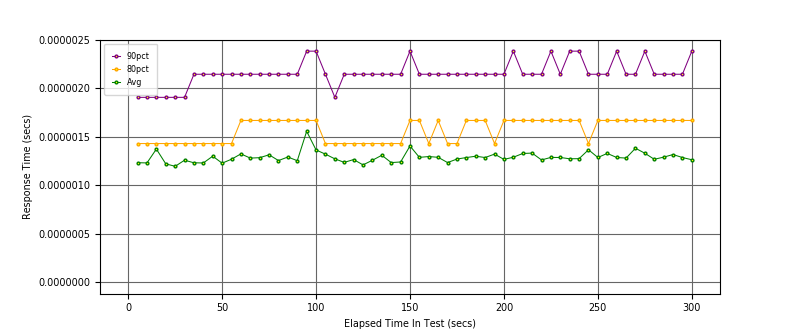 0.0000025
90pct
80pct
Avg
0.0000020
0.0000015
0.0000010
0.0000005
0.0000000
Response Time (secs)
0 50 100 150 200 250 300
Elapsed Time In Test (secs)